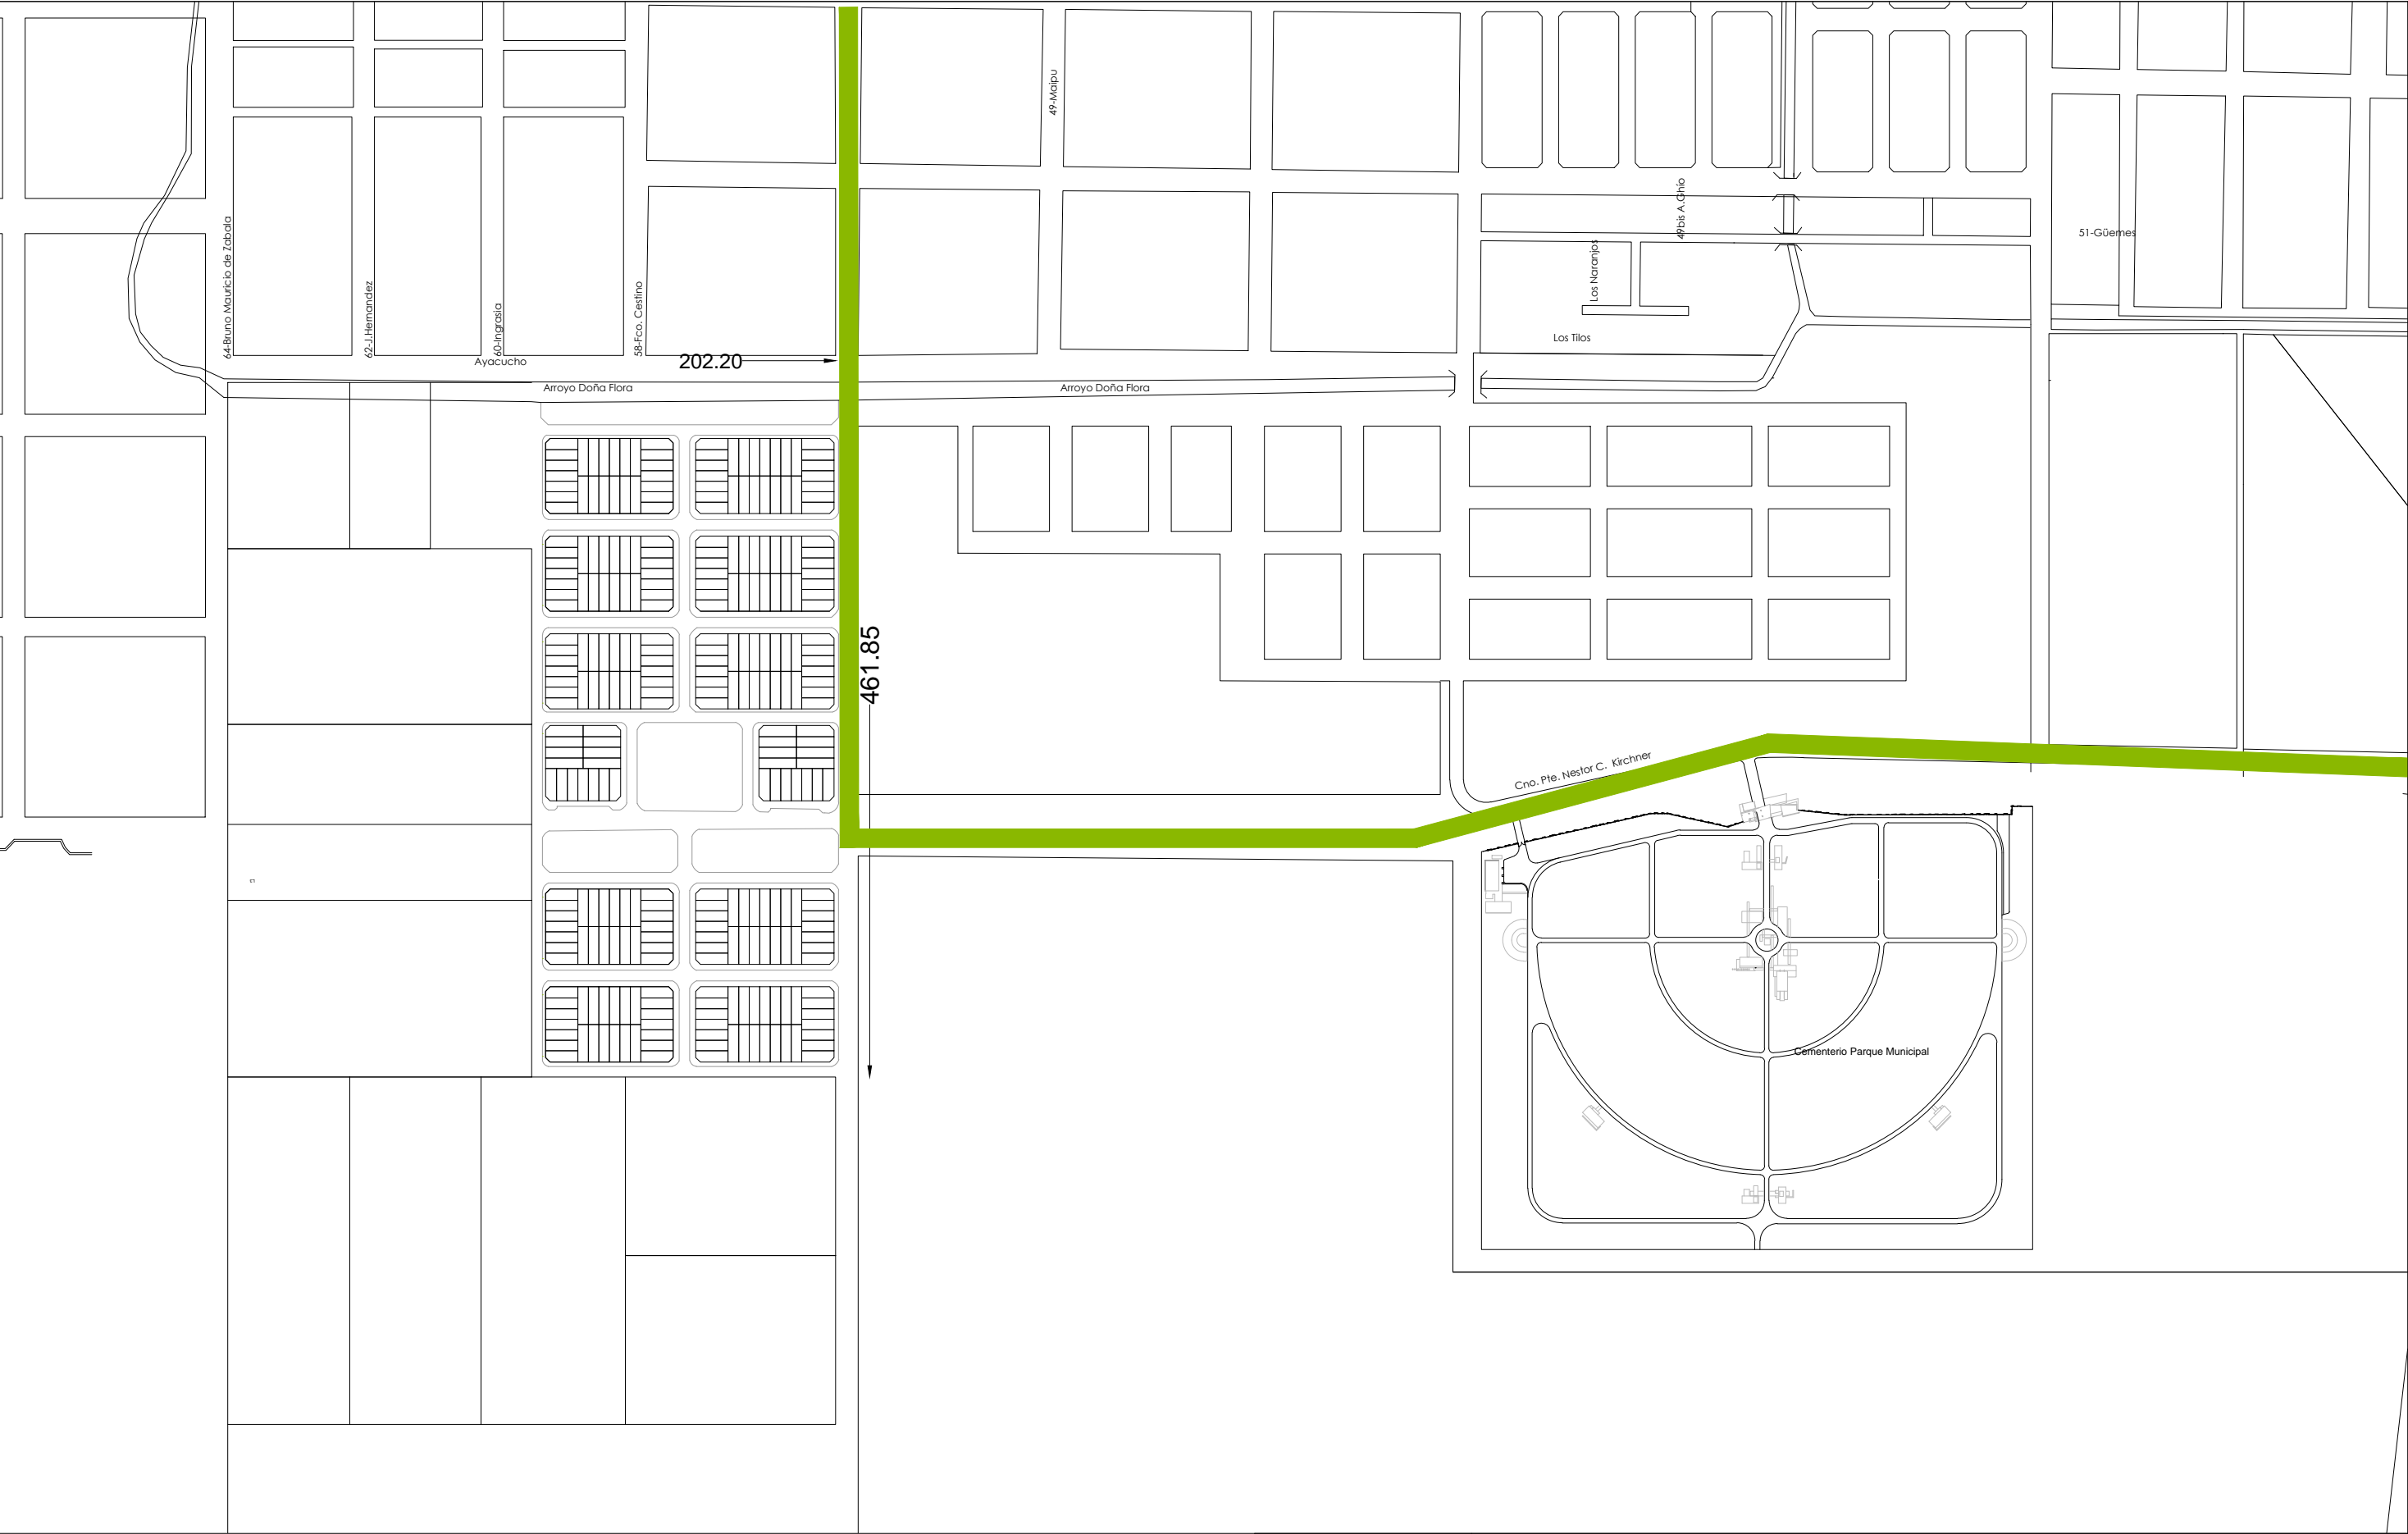 49-Maipu
64-Bruno Mauricio de Zabala
49bis A.Ghio
51-Güemes
Los Naranjos
62-J.Hernandez
60-Ingrasia
58-Fco. Cestino
Los Tilos
Ayacucho
202.20
Arroyo Doña Flora
Arroyo Doña Flora
461.85
Cno. Pte. Nestor C. Kirchner
Cementerio Parque Municipal